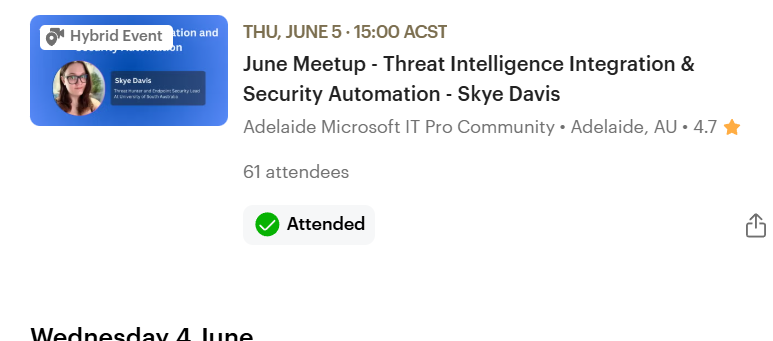 Hybrid Event
ation and
Security Automation
Skye Davis
Threat Hunter and Endpoint Security Lead
At University of South Australia
THU, JUNE 5 · 15:00 ACST
June Meetup - Threat Intelligence Integration &
Security Automation - Skye Davis
Adelaide Microsoft IT Pro Community • Adelaide, AU • 4.7
61 attendees
Attended
Wednesday 4 June